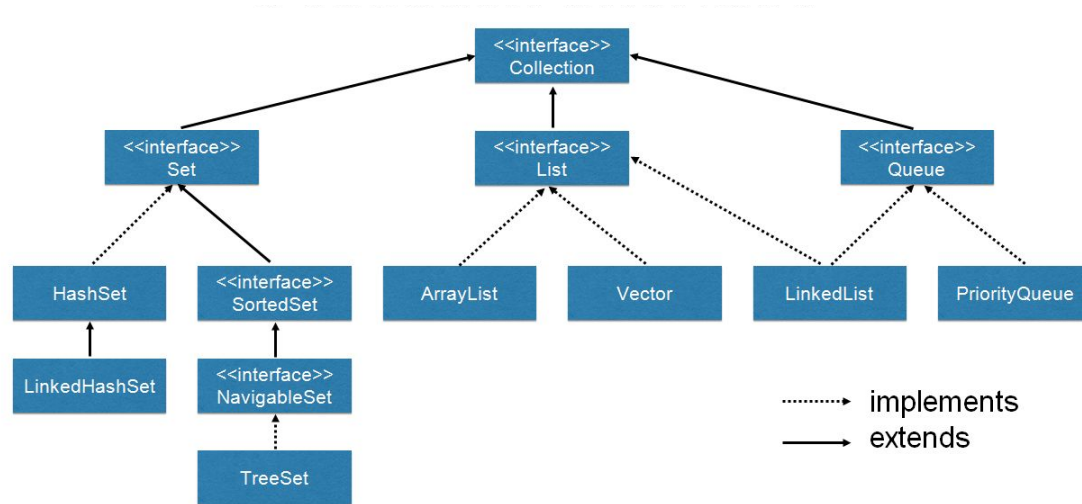 <<interface>>
Collection
<<interface>>
Set
<<interface>>
List
<<interface>>
Queue
HashSet
<<interface>>
SortedSet
ArrayList
Vector
LinkedList
PriorityQueue
LinkedHashSet
<<interface>>
NavigableSet
TreeSet
implements
extends